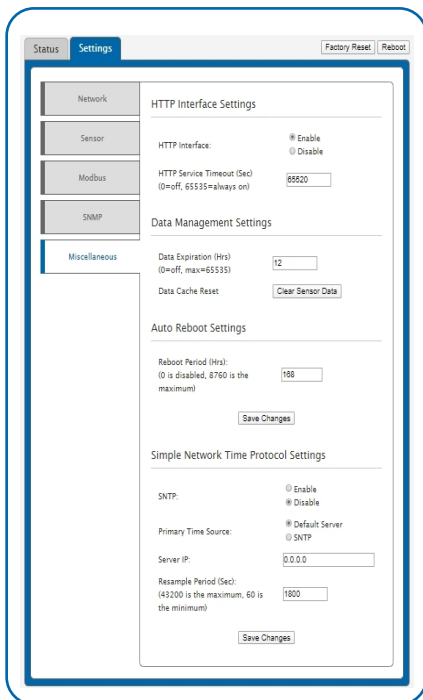 Status Settings Factory Reset Reboot
Network
Sensor
Modbus
SNMP
Miscellaneous
HTTP Interface Settings
HTTP Interface: Enable
Disable
HTTP Service Timeout (Sec)
(0=off, 65535=always on) 65520
Data Management Settings
Data Expiration (Hrs)
(0=off, max=65535) 12
Data Cache Reset Clear Sensor Data
Auto Reboot Settings
Reboot Period (Hrs):
(0 is disabled, 8760 is the
maximum) 168
Save Changes
Simple Network Time Protocol Settings
SNTP: Enable
Disable
Primary Time Source: Default Server
SNTP
Server IP: 0.0.0.0
Resample Period (Sec):
(43200 is the maximum, 60 is
the minimum) 1800
Save Changes